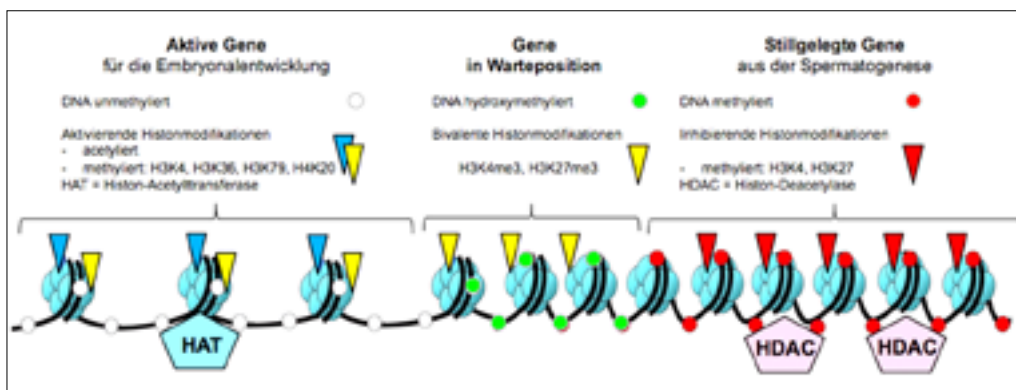 Aktive Gene
für die Embryonalentwicklung
DNA unmethyliert
Aktivierende Histonmodifikationen
- acetyliert
- methyliert: H3K4, H3K36, H3K79, H4K20
HAT = Histon-Acetylttransferase
Gene
in Warteposition
DNA hydroxymethyliert
Bivalente Histonmodifikationen
H3K4me3, H3K27me3
Stillgelegte Gene
aus der Spermatogenese
DNA methyliert
Inhibierende Histonmodifikationen
- methyliert: H3K4, H3K27
HDAC = Histon-Deacetylase
HAT
HDAC
HDAC